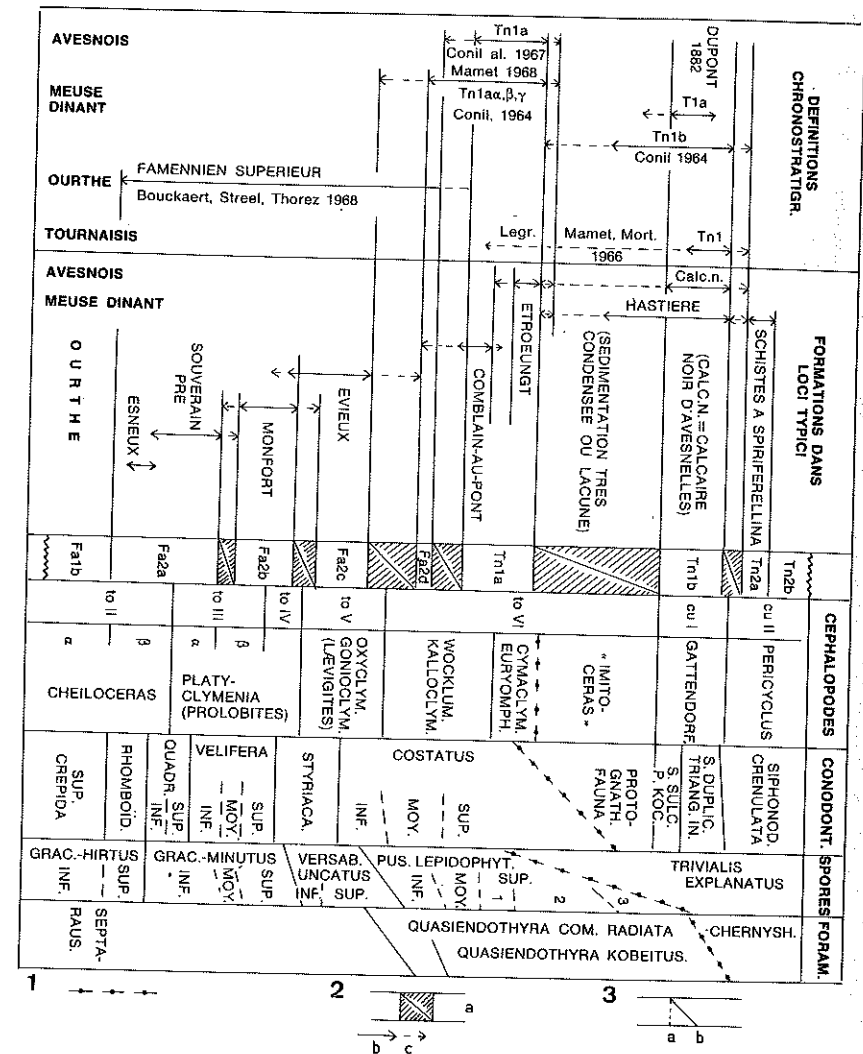 AVESNOIS
MEUSE
DINANT
OURTHE
TOURNAISIS
AVESNOIS
MEUSE DINANT
OURTHE
DEFINITIONS
CHRONOSTRATIGR.
Tn1a
Conil al. 1967
Mamet 1968
Tn1aα,β,γ
Conil, 1964
DUPONT
1882
T1a
Tn1b
Conil 1964
FAMENNIEN SUPERIEUR
Bouckaert, Streel, Thorez 1968
Legr.
Mamet, Mort.
1966
Tn1
FORMATIONS DANS
LOCI TYPICI
Calc.n.
HASTIERE
ESNEUX
SOUVERAIN
PRE
MONFORT
EVIEUX
COMBLAIN-AU-PONT
ETROEUNGT
(SEDIMENTATION TRES
CONDENSEE OU LACUNE)
(CALC.N.=CALCAIRE
NOIR D'AVESNELLES)
SCHISTES A SPIRIFERELLINA
Fa1b
Fa2a
Fa2b
Fa2c
Fa2d
Tn1a
Tn1b
Tn2a
Tn2b
CEPHALOPODES
to II
to III
to IV
to V
to VI
cu I
cu II
α
β
α
β
CHEILOCERAS
PLATY-
CLYMENIA
(PROLOBITES)
OXYCLYM.
GONIOCLYM.
(LÆVIGITES)
WOCKLUM.
KALLOCLYM.
CYMACLYM.
EURYOMPH.
« IMITO-
CERAS »
GATTENDORF.
PERICYCLUS
CONODONT.
SUP.
CREPIDA
RHOMBOÏD.
QUADR.
INF.
SUP.
VELIFERA
INF.
MOY.
SUP.
STYRIACA.
COSTATUS
INF.
MOY.
SUP.
PROTO-
GNATH.
FAUNA
S. SULC.
P. KOC.
S. DUPLIC.
TRIANG. IN.
SIPHONOD.
CRENULATA
SPORES
GRAC.-HIRTUS
INF.
SUP.
GRAC.-MINUTUS
INF.
MOY.
SUP.
VERSAB.
UNCATUS
INF.
SUP.
PUS. LEPIDOPHYT.
INF.
MOY.
SUP.
1
2
3
TRIVIALIS
EXPLANATUS
FORAM.
SEPTA-
RAUS.
QUASIENDOTHYRA COM. RADIATA
QUASIENDOTHYRA KOBEITUS.
CHERNYSH.
1
2
a
b
c
3
a
b